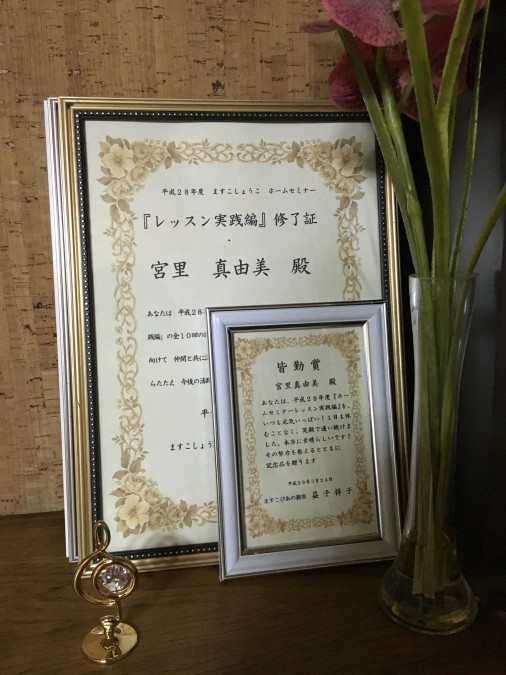 平成28年度 ますこしょうこ ホームセミナー
『レッスン実践編』修了証
宮里 真由美 殿
あなたは 平成28
践編』の全10回の
向けて 仲間と共に
らたたえ 今後の活
平
ますこしょう
皆勤賞
宮里真由美 殿
あなたは、平成28年度『ホー
ムセミナーレッスン実践編』を、
いつも元気いっぱい!1日も休
むことなく、笑顔で通い続けま
した。本当に素晴らしいです!
その努力を称えるとともに
記念品を贈ります
ますこぴあの教室 益子祥子